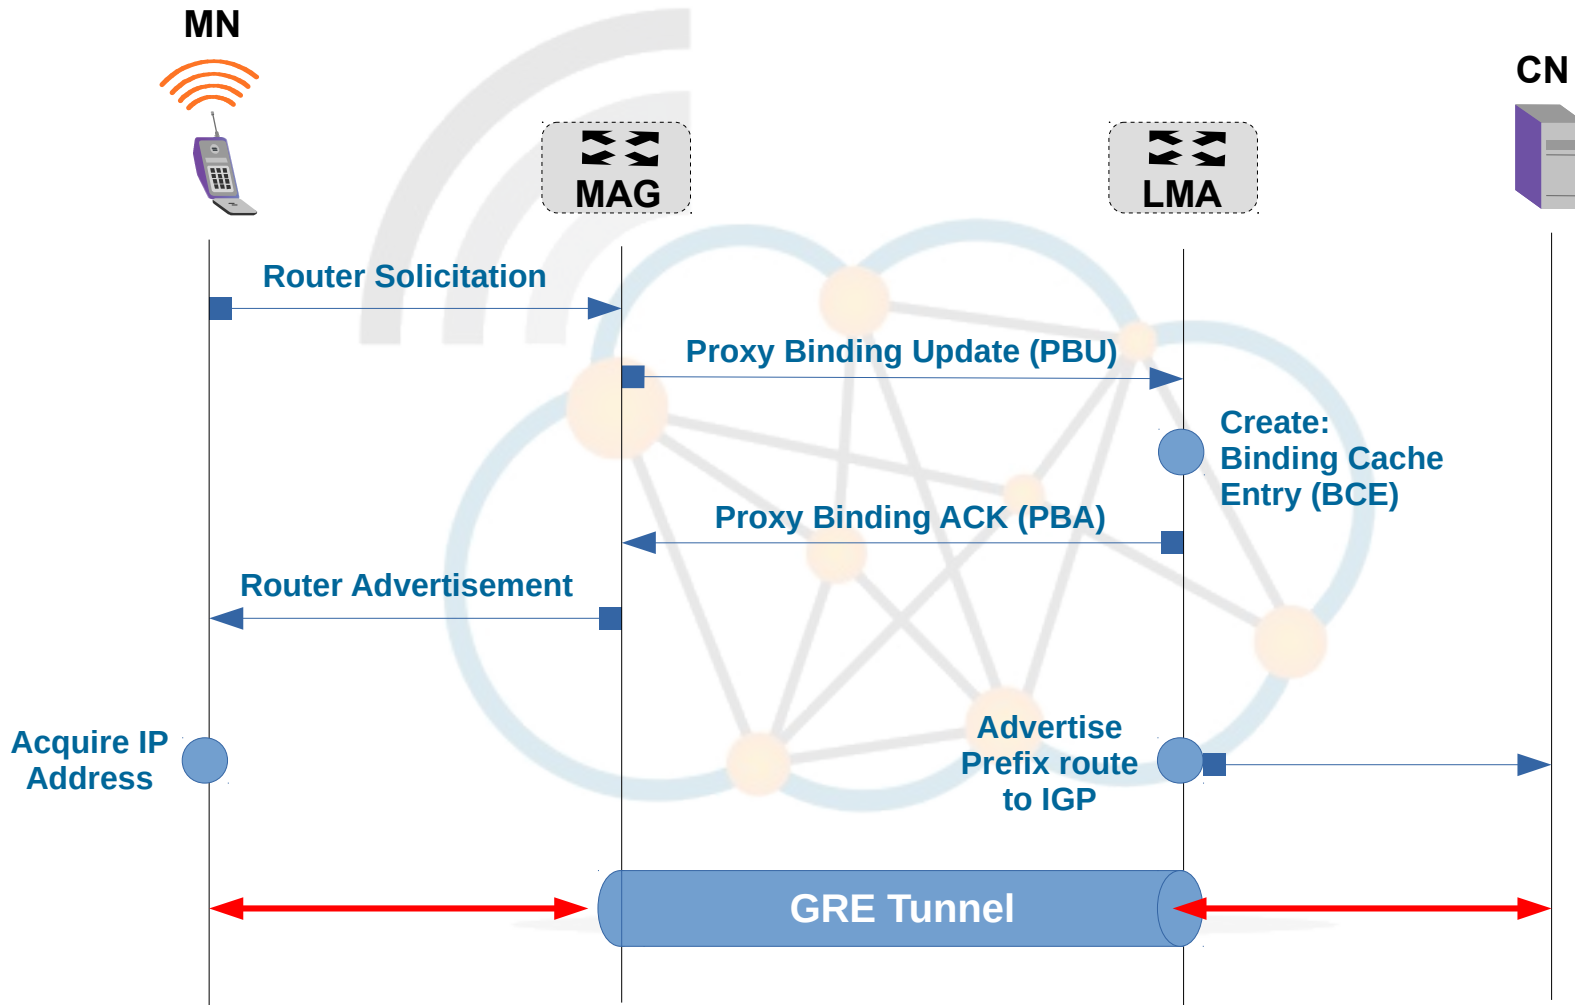 MN
CN
MAG
LMA
Router Solicitation
Proxy Binding Update (PBU)
Create:
Binding Cache
Entry (BCE)
Proxy Binding ACK (PBA)
Router Advertisement
Acquire IP
Address
Advertise
Prefix route
to IGP
GRE Tunnel